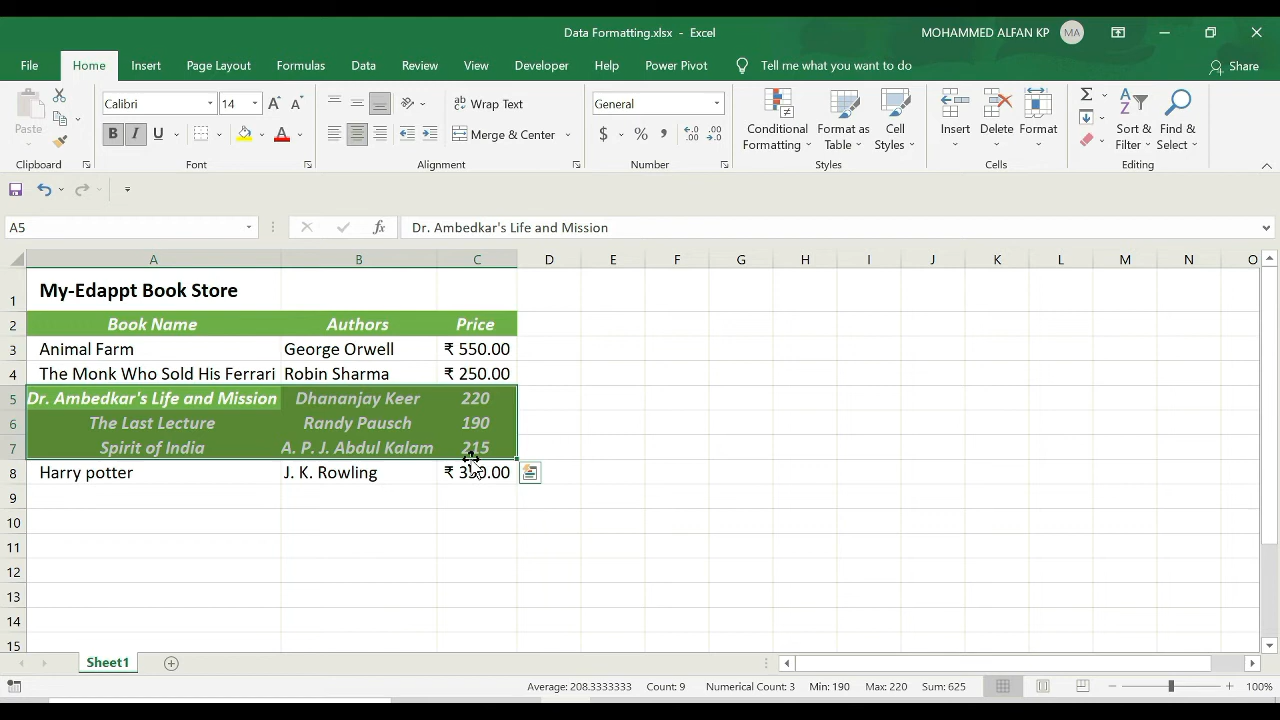 Data Formatting.xlsx - Excel
MOHAMMED ALFAN KP
MA
File Home Insert Page Layout Formulas Data Review View Developer Help Power Pivot Tell me what you want to do Share
Paste
Calibri 14 A A
B I U A
ab Wrap Text
Merge & Center
General
$ % ,
Conditional Formatting
Format as Table
Cell Styles
Insert Delete Format
Sort & Filter
Find & Select
Clipboard Font Alignment Number Styles Cells Editing
A5 fx Dr. Ambedkar's Life and Mission
A B C D E F G H I J K L M N O
1 My-Edappt Book Store
2 Book Name Authors Price
3 Animal Farm George Orwell ₹ 550.00
4 The Monk Who Sold His Ferrari Robin Sharma ₹ 250.00
5 Dr. Ambedkar's Life and Mission Dhananjay Keer 220
6 The Last Lecture Randy Pausch 190
7 Spirit of India A. P. J. Abdul Kalam 215
8 Harry potter J. K. Rowling
9
10
11
12
13
14
15
Sheet1
Average: 208.3333333 Count: 9 Numerical Count: 3 Min: 190 Max: 220 Sum: 625 100%